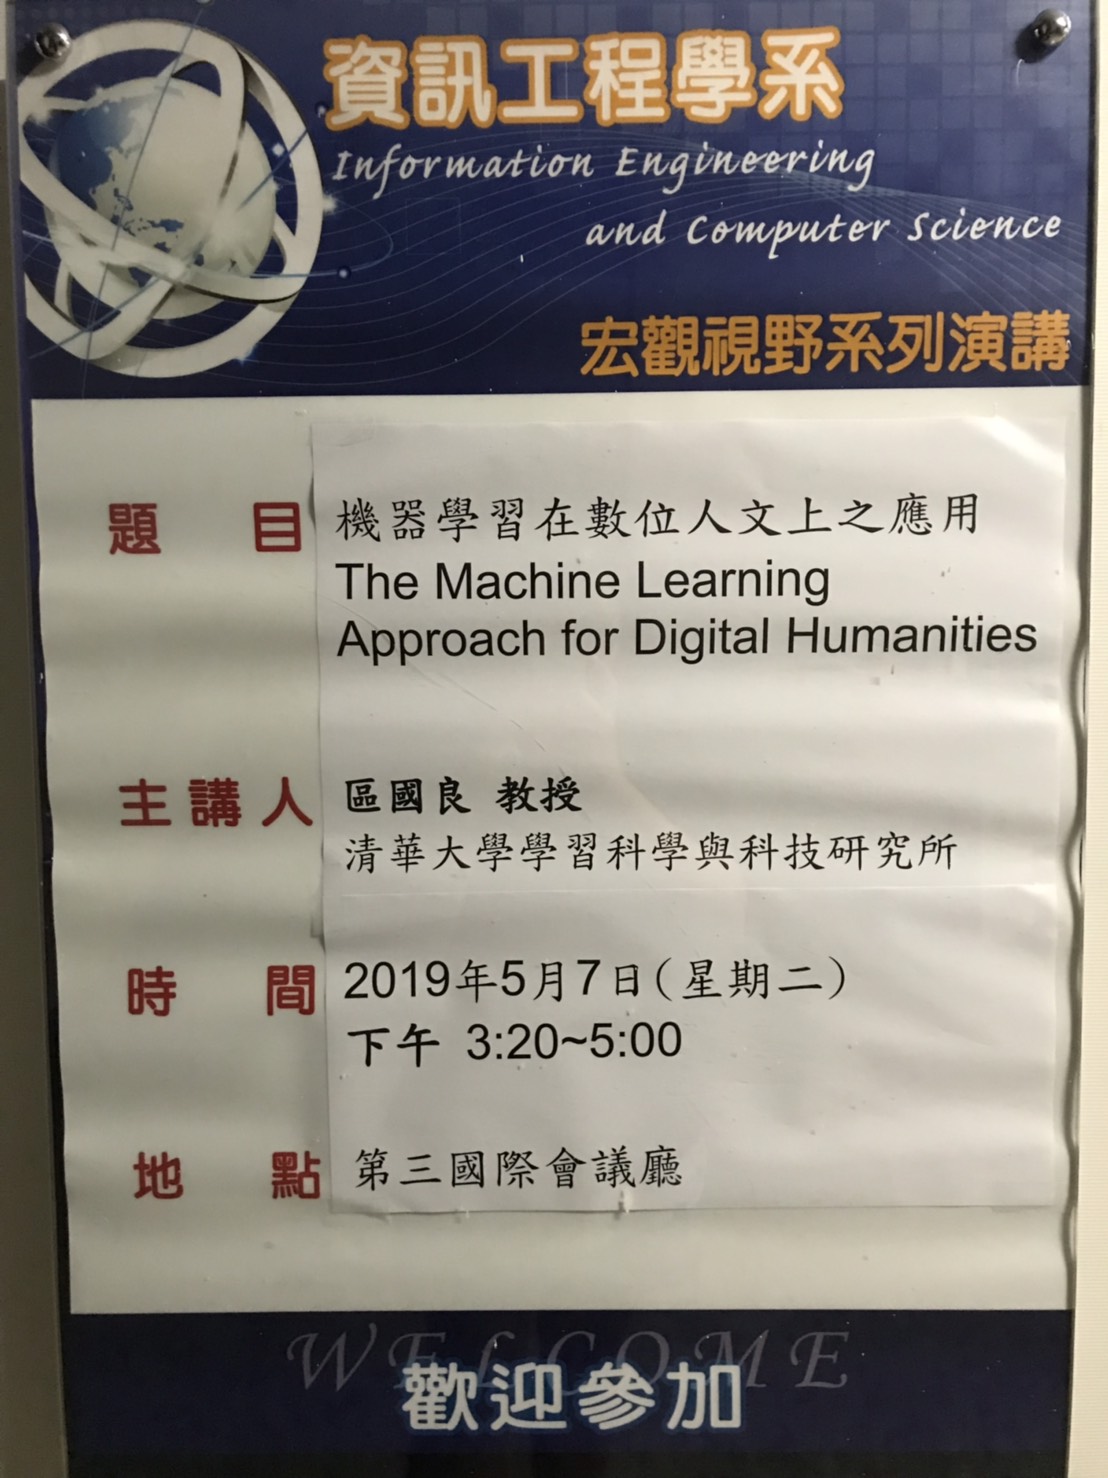 資訊工程學系
Information Engineering
and Computer Science
宏觀視野系列演講
題目 機器學習在數位人文上之應用
The Machine Learning
Approach for Digital Humanities
主講人 區國良 教授
清華大學學習科學與科技研究所
時間 2019年5月7日(星期二)
下午 3:20~5:00
地點 第三國際會議廳
WELCOME
歡迎參加